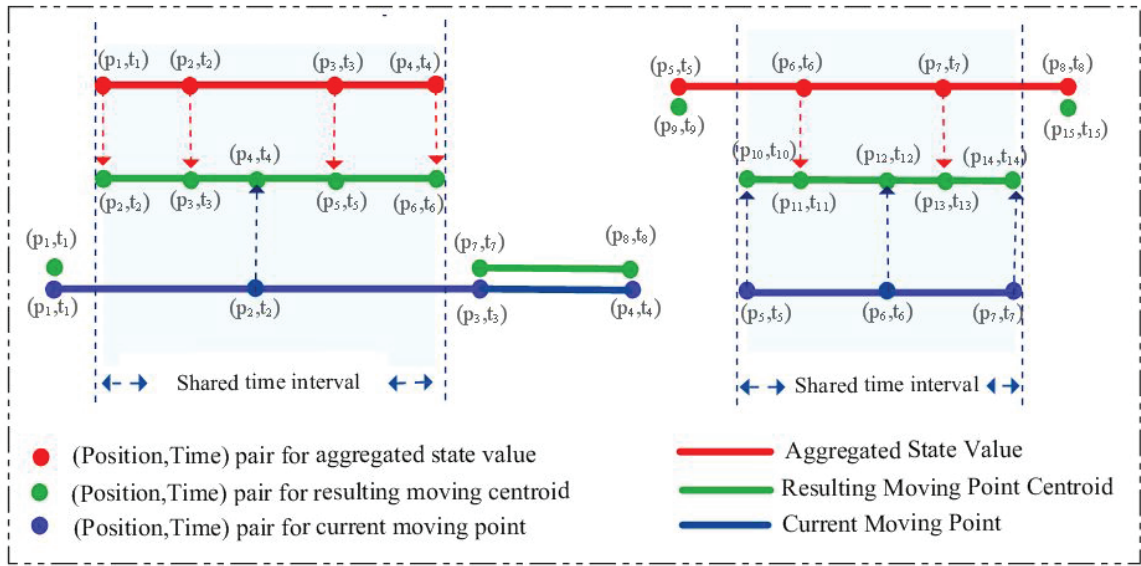 (p₁,t₁) (p₂,t₂) (p₃,t₃) (p₄,t₄)
(p₄,t₄)
(p₂,t₂) (p₃,t₃) (p₅,t₅) (p₆,t₆)
(p₁,t₁) (p₇,t₇) (p₈,t₈)
(p₁,t₁) (p₂,t₂) (p₃,t₃) (p₄,t₄)
Shared time interval
(p₅,t₅) (p₆,t₆) (p₇,t₇) (p₈,t₈)
(p₉,t₉) (p₁₅,t₁₅)
(p₁₀,t₁₀) (p₁₂,t₁₂) (p₁₄,t₁₄)
(p₁₁,t₁₁) (p₁₃,t₁₃)
(p₅,t₅) (p₆,t₆) (p₇,t₇)
Shared time interval
(Position,Time) pair for aggregated state value
(Position,Time) pair for resulting moving centroid
(Position,Time) pair for current moving point
Aggregated State Value
Resulting Moving Point Centroid
Current Moving Point